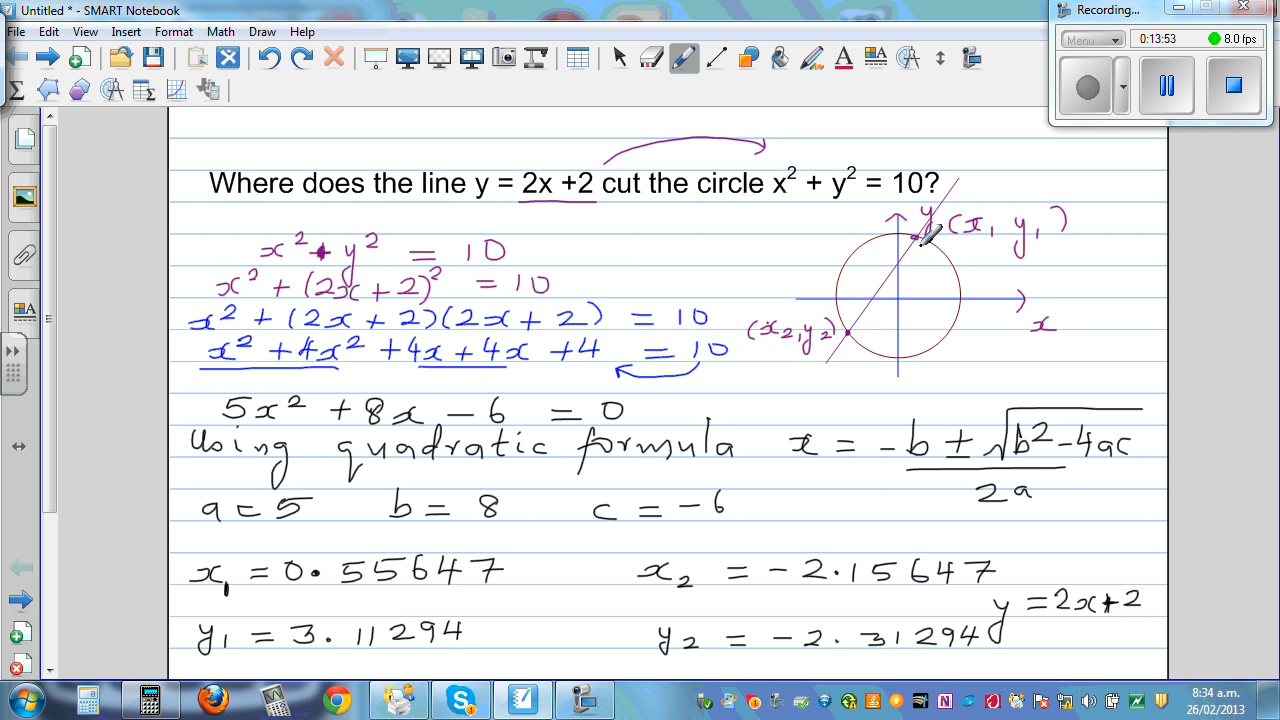 Untitled * - SMART Notebook
Recording...
File Edit View Insert Format Math Draw Help
Menu 0:13:53 8.0 fps
Where does the line y = 2x +2 cut the circle x² + y² = 10?
x² + y² = 10
y (x₁ y₁)
x² + (2x + 2)² = 10
x² + (2x + 2)(2x + 2) = 10
(x₂, y₂) x
x² + 4x² + 4x + 4x + 4 = 10
5x² + 8x - 6 = 0
Using quadratic formula x = -b ± √b² - 4ac
2a
a = 5 b = 8 c = -6
x₁ = 0.55647 x₂ = -2.15647
y = 2x+2
y₁ = 3.11294 y₂ = -2.31294
8:34 a.m.
26/02/2013